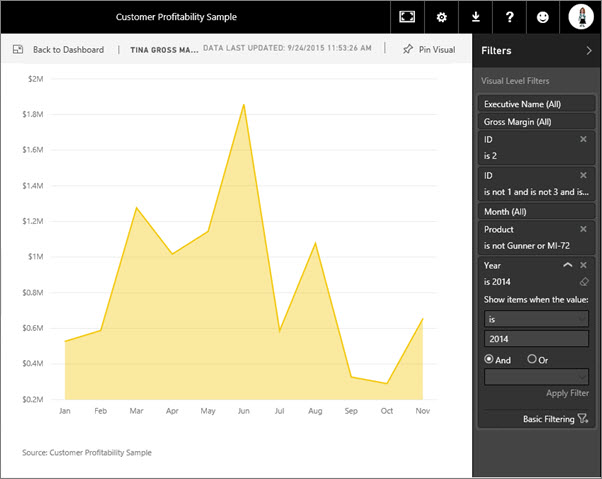 Customer Profitability Sample
?
Back to Dashboard
TINA GROSS MA...
DATA LAST UPDATED: 9/24/2015 11:53:26 AM
Pin Visual
$2M
$1.8M
$1.6M
$1.4M
$1.2M
$1M
$0.8M
$0.6M
$0.4M
$0.2M
Jan Feb Mar Apr May Jun Jul Aug Sep Oct Nov
Source: Customer Profitability Sample
Filters
Visual Level Filters
Executive Name (All)
Gross Margin (All)
ID
is 2
ID
is not 1 and is not 3 and is...
Month (All)
Product
is not Gunner or MI-72
Year
is 2014
Show items when the value:
is
2014
And Or
Apply Filter
Basic Filtering